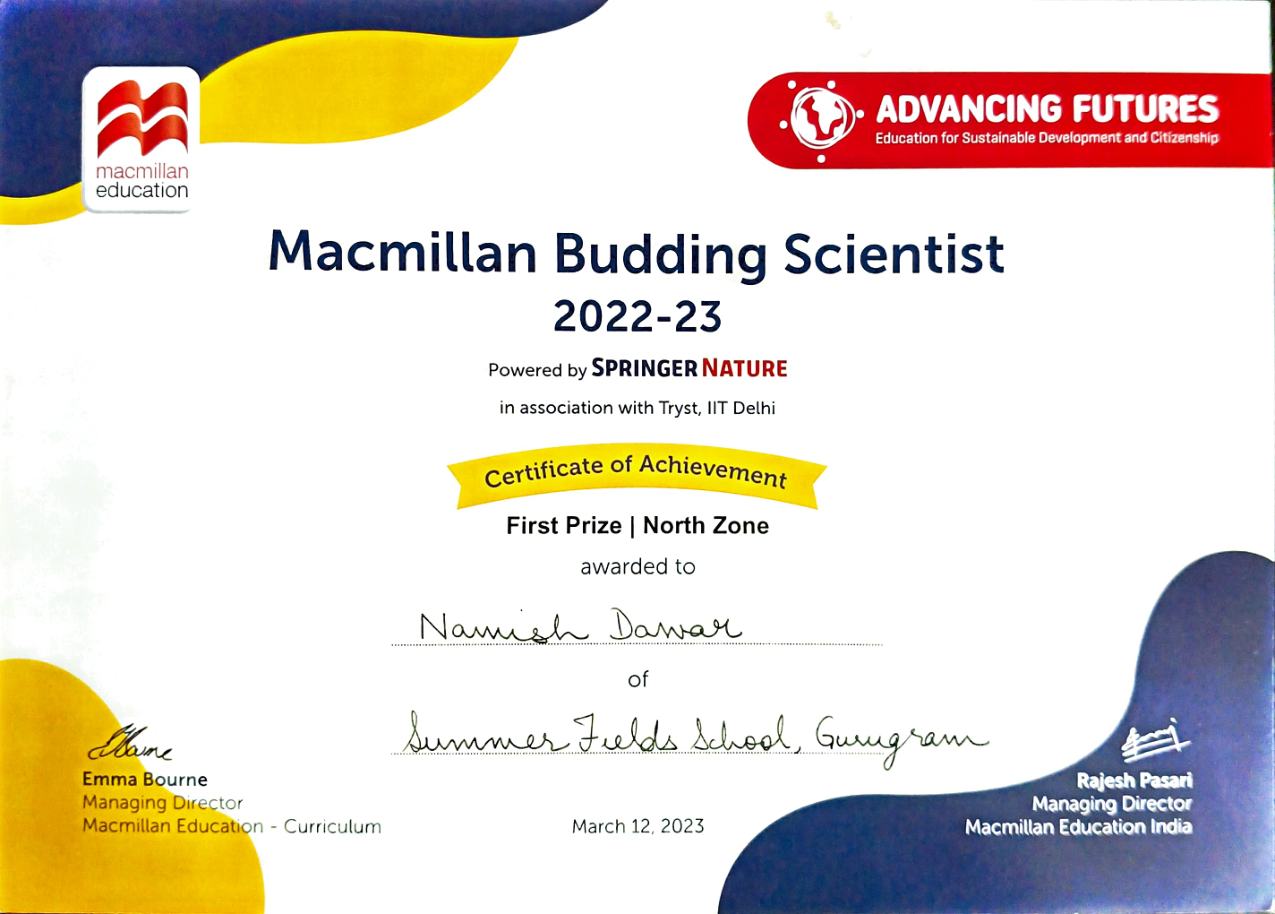 macmillan
education
ADVANCING FUTURES
Education for Sustainable Development and Citizenship
Macmillan Budding Scientist
2022-23
Powered by SPRINGER NATURE
in association with Tryst, IIT Delhi
Certificate of Achievement
First Prize | North Zone
awarded to
Namish Dawar
of
Summer Fields School, Gurugram
Emma Bourne
Managing Director
Macmillan Education - Curriculum
March 12, 2023
Rajesh Pasari
Managing Director
Macmillan Education India